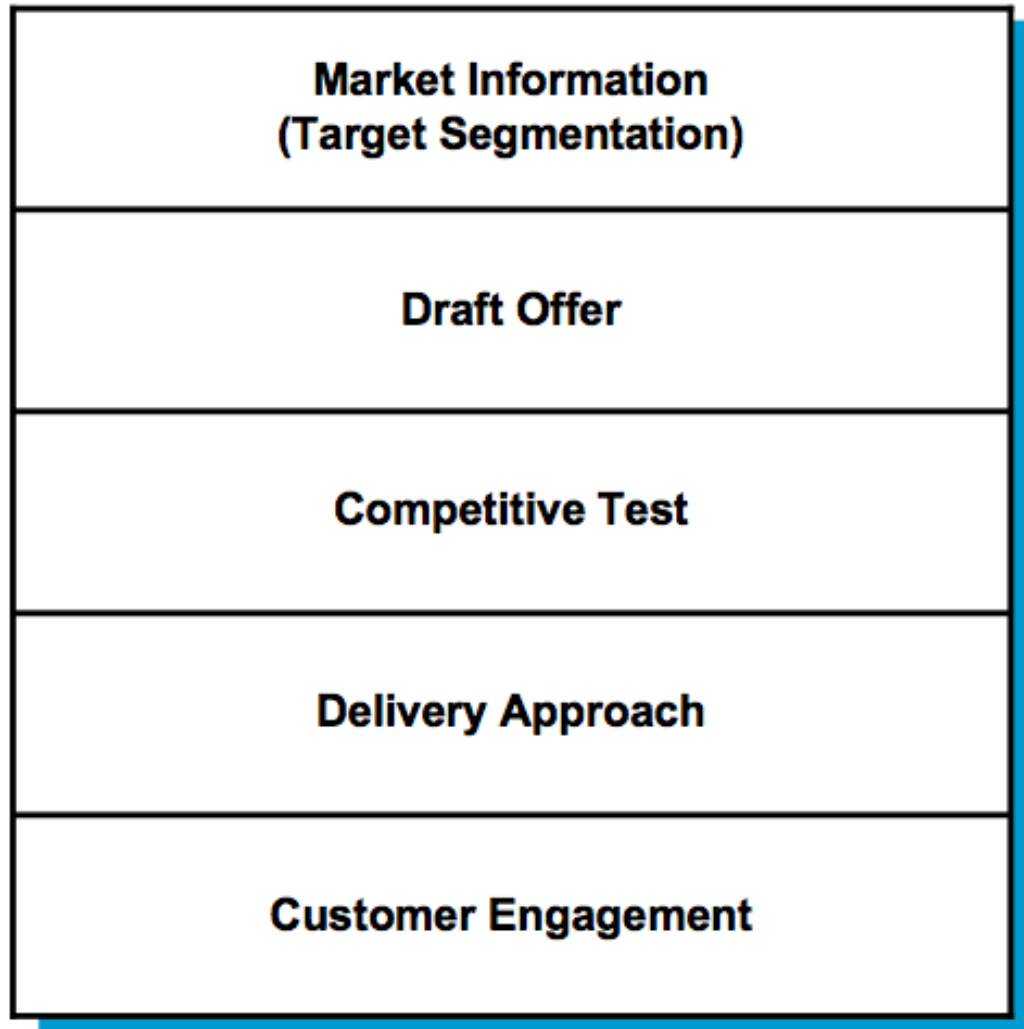 Market Information
(Target Segmentation)
Draft Offer
Competitive Test
Delivery Approach
Customer Engagement